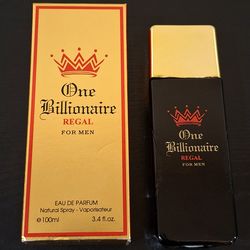 One
Billionaire
REGAL
FOR MEN
EAU DE PARFUM
Natural Spray - Vaporisateur
e 100ml 3.4 fl.oz.
One
Billionaire
REGAL
FOR MEN